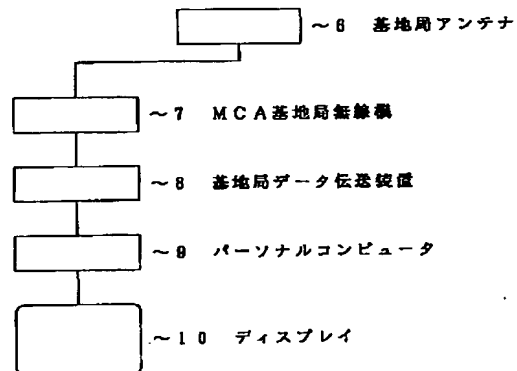 ~6 基地局アンテナ
~7 MCA基地局無線機
~8 基地局データ伝送装置
~9 パーソナルコンピュータ
~10 ディスプレイ